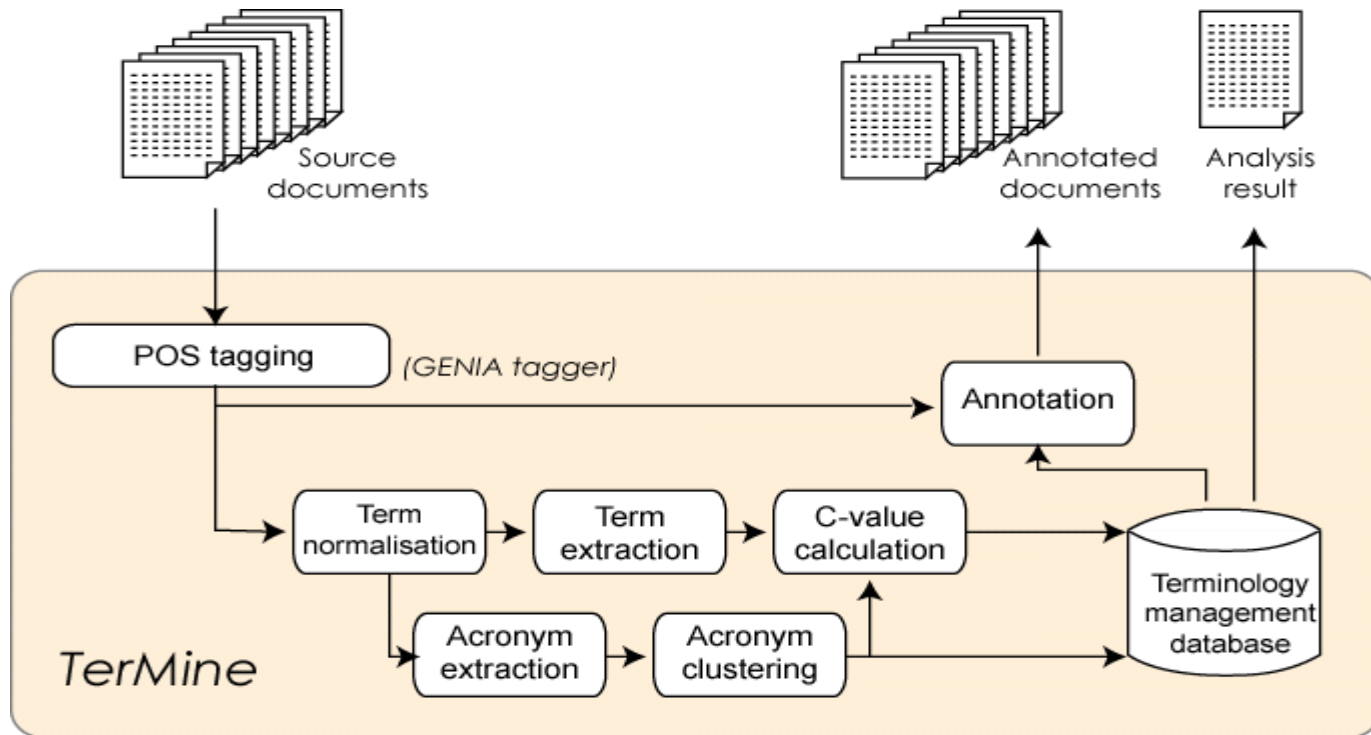 Source
documents
Annotated
documents
Analysis
result
POS tagging
(GENIA tagger)
Annotation
Term
normalisation
Term
extraction
C-value
calculation
Terminology
management
database
Acronym
extraction
Acronym
clustering
TerMine